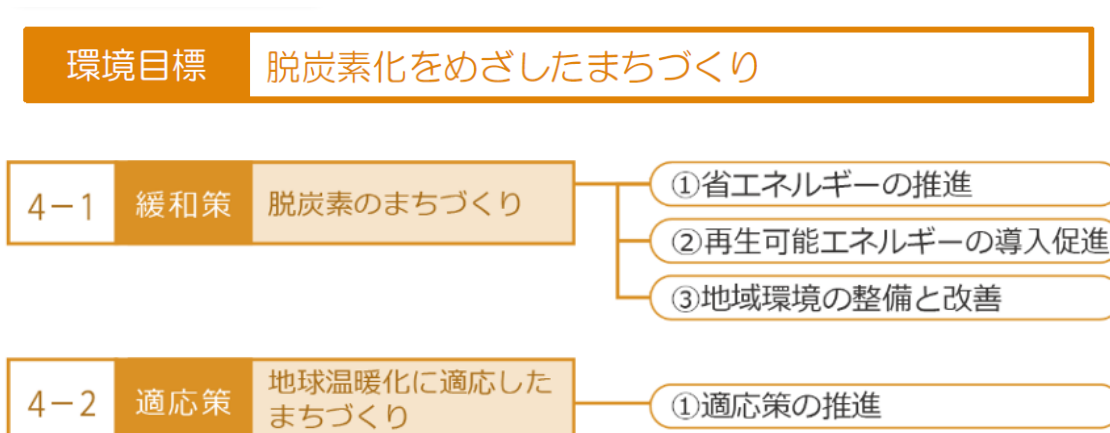 環境目標 脱炭素化をめざしたまちづくり
4－1 緩和策 脱炭素のまちづくり
①省エネルギーの推進
②再生可能エネルギーの導入促進
③地域環境の整備と改善
4－2 適応策 地球温暖化に適応した
まちづくり
①適応策の推進